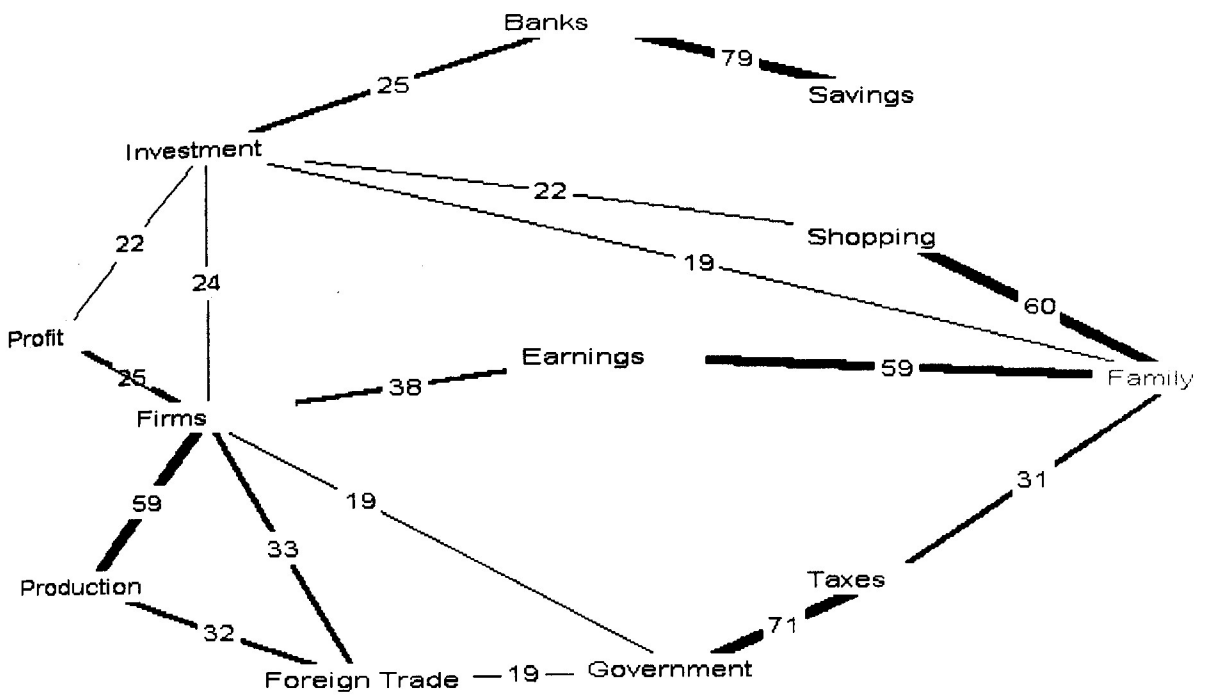 Banks
79
25
Savings
Investment
22
22
Shopping
19
24
60
Profit
Earnings
59
Family
25
38
Firms
31
59
19
33
Production
Taxes
32
71
Foreign Trade
19
Government